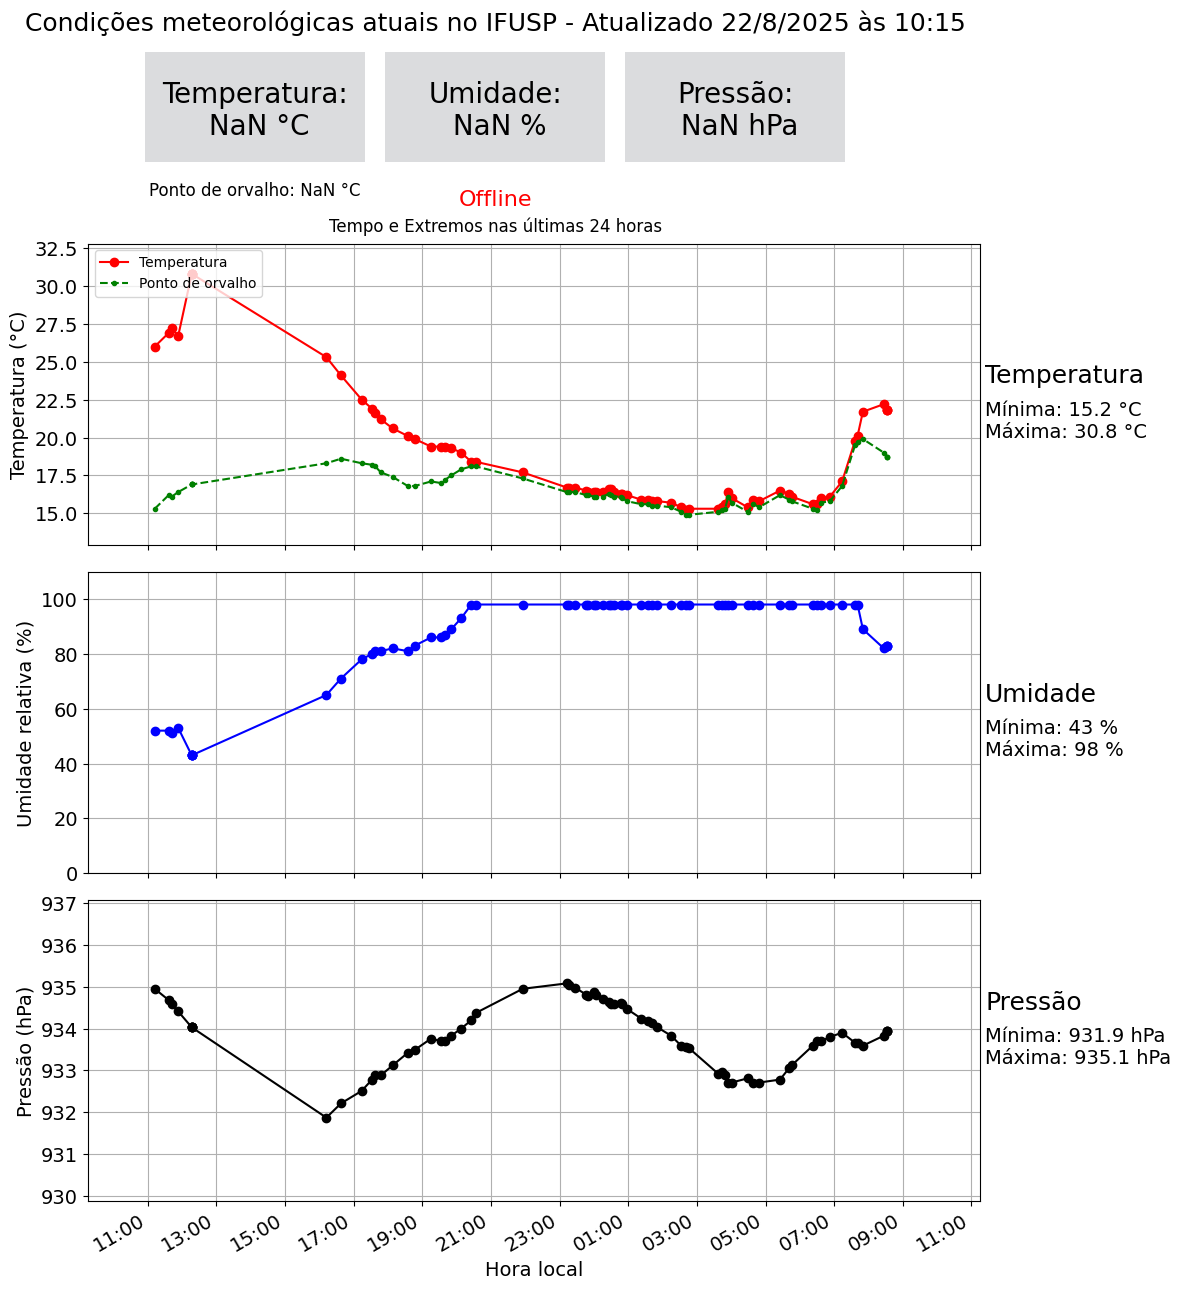 Condições meteorológicas atuais no IFUSP - Atualizado 22/8/2025 às 10:15
Temperatura:
NaN °C
Umidade:
NaN %
Pressão:
NaN hPa
Ponto de orvalho: NaN °C
Offline
Tempo e Extremos nas últimas 24 horas
Temperatura
Ponto de orvalho
32.5
30.0
27.5
25.0
22.5
20.0
17.5
15.0
Temperatura (°C)
Temperatura
Mínima: 15.2 °C
Máxima: 30.8 °C
100
80
60
40
20
0
Umidade relativa (%)
Umidade
Mínima: 43 %
Máxima: 98 %
937
936
935
934
933
932
931
930
Pressão (hPa)
Pressão
Mínima: 931.9 hPa
Máxima: 935.1 hPa
11:00 13:00 15:00 17:00 19:00 21:00 23:00 01:00 03:00 05:00 07:00 09:00 11:00
Hora local